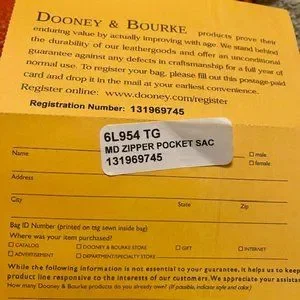 DOONEY & BOURKE products prove their
enduring value by actually improving with age. We stand behind
the durability of our leathergoods and offer an unconditional
guarantee against any defects in craftsmanship for a full year of
normal use. To register your bag, please fill out this postage-paid
card and drop it in the mail at your earliest convenience.
Register online: www.dooney.com/register
Registration Number: 131969745
6L954 TG
MD ZIPPER POCKET SAC
131969745
Name
male
female
Address
City
State
Zip
Bag ID Number (printed on tag sewn inside bag)
Where was your item purchased?
CATALOG DOONEY & BOURKE STORE GIFT INTERNET
ADVERTISEMENT DEPARTMENT/SPECIALTY STORE
While the following information is not essential to your guarantee, it helps us to keep
product line responsive to the interests of our customers. We appreciate your assistan
How many Dooney & Bourke products do you already own? (If possible, indicate style and color)